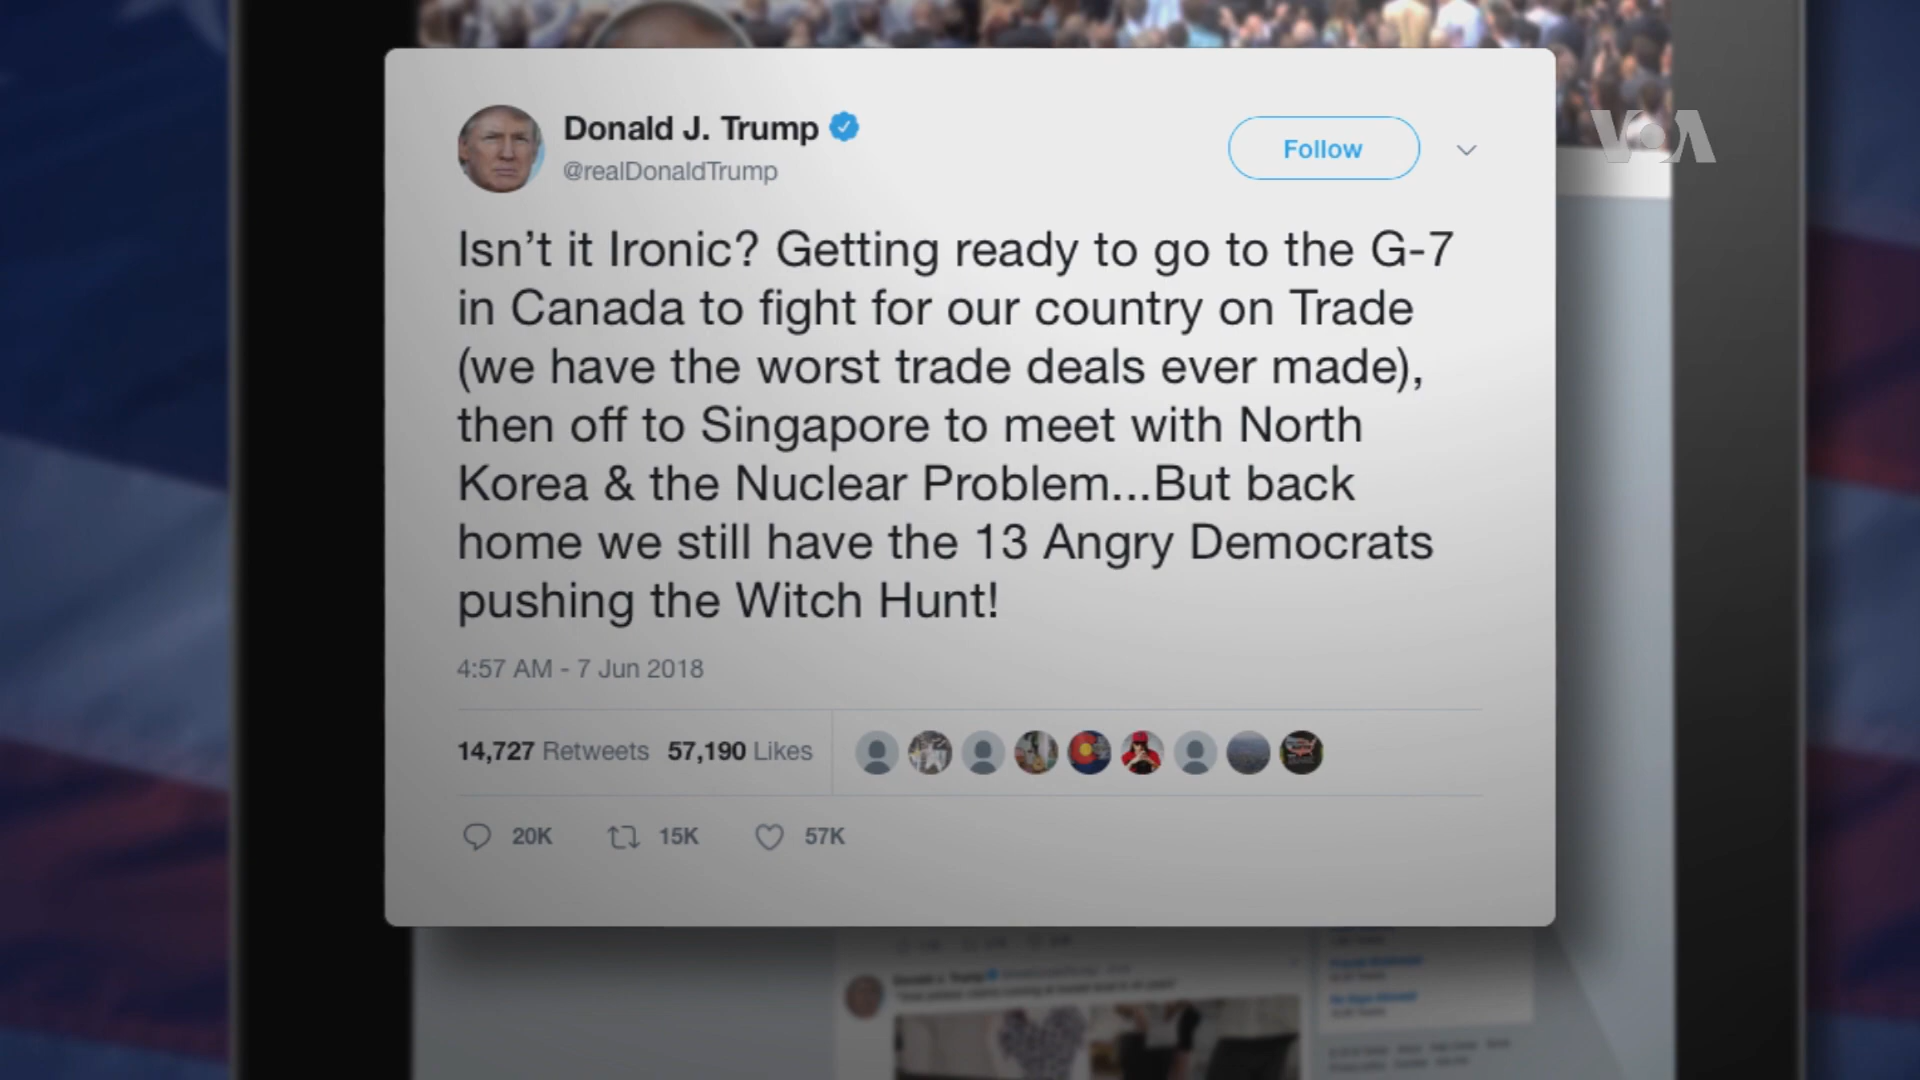 VOA
Donald J. Trump
@realDonaldTrump
Follow
Isn't it Ironic? Getting ready to go to the G-7
in Canada to fight for our country on Trade
(we have the worst trade deals ever made),
then off to Singapore to meet with North
Korea & the Nuclear Problem...But back
home we still have the 13 Angry Democrats
pushing the Witch Hunt!
4:57 AM - 7 Jun 2018
14,727 Retweets 57,190 Likes
20K 15K 57K